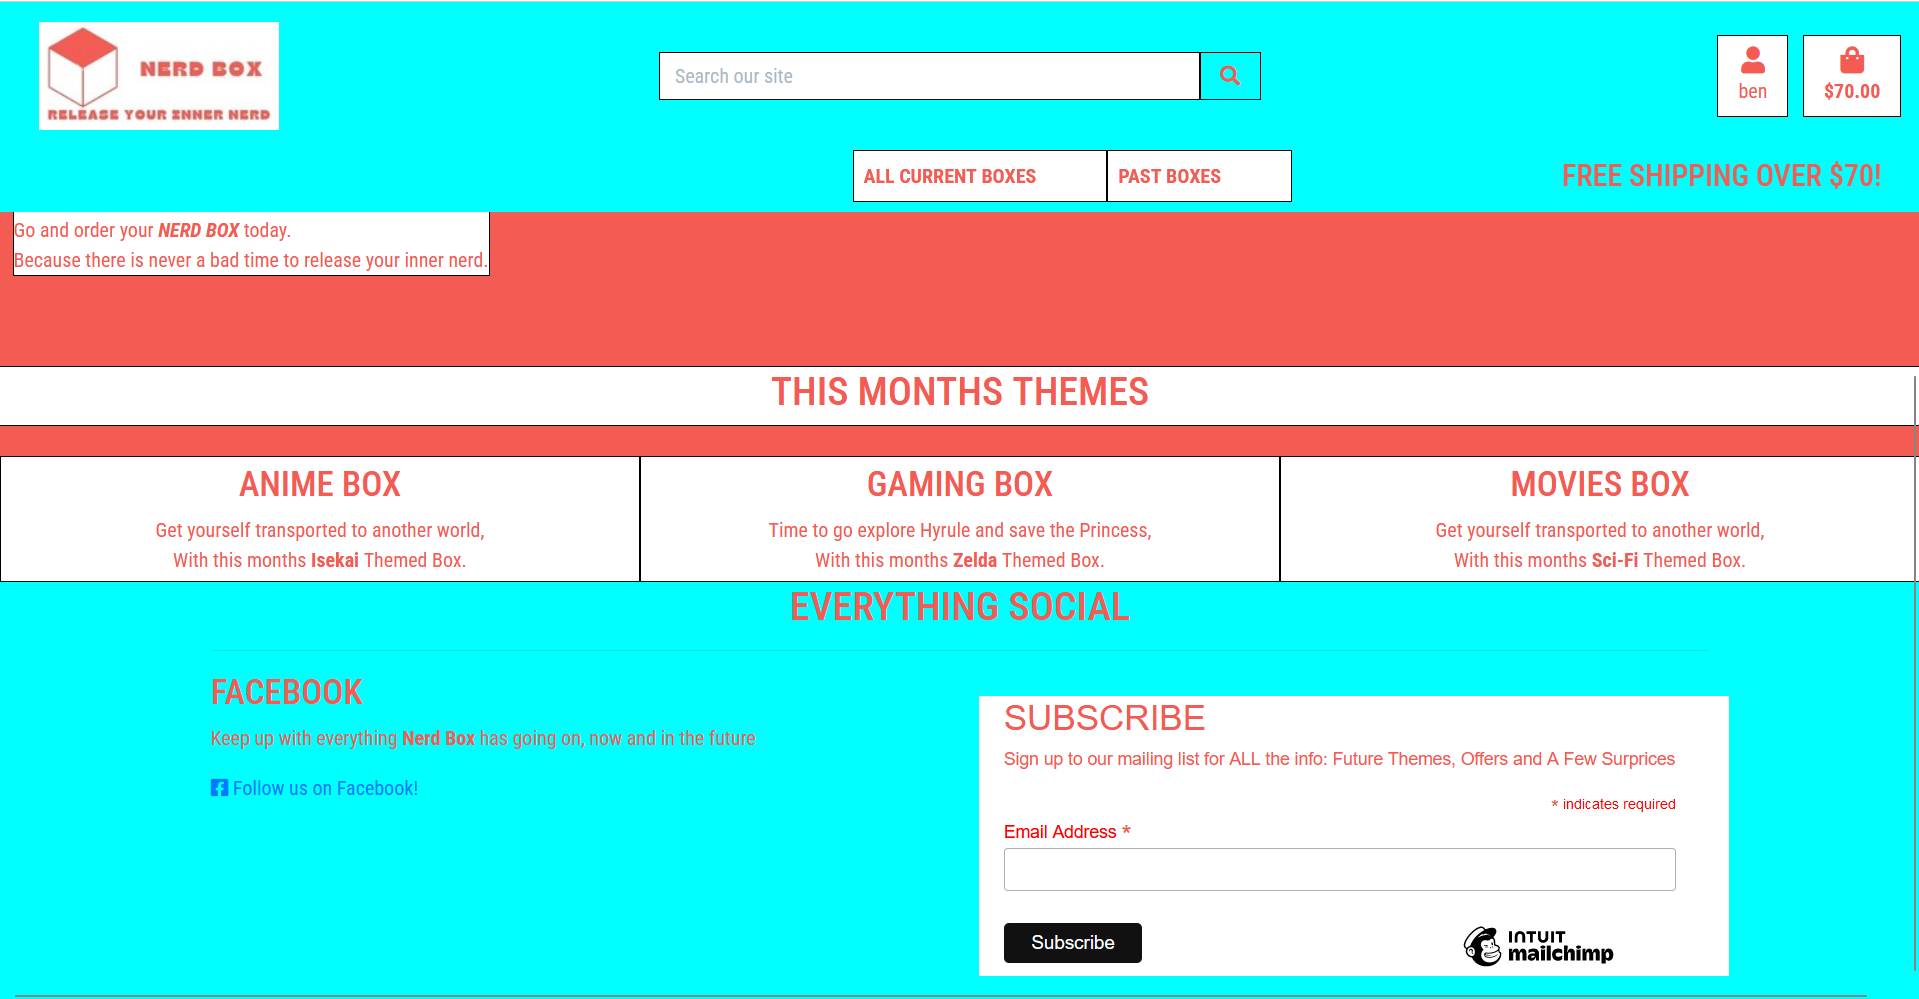 NERD BOX
RELEASE YOUR INNER NERD
Search our site
ben
$70.00
ALL CURRENT BOXES
PAST BOXES
FREE SHIPPING OVER $70!
Go and order your NERD BOX today.
Because there is never a bad time to release your inner nerd.
THIS MONTHS THEMES
ANIME BOX
Get yourself transported to another world,
With this months Isekai Themed Box.
GAMING BOX
Time to go explore Hyrule and save the Princess,
With this months Zelda Themed Box.
MOVIES BOX
Get yourself transported to another world,
With this months Sci-Fi Themed Box.
EVERYTHING SOCIAL
FACEBOOK
Keep up with everything Nerd Box has going on, now and in the future
Follow us on Facebook!
SUBSCRIBE
Sign up to our mailing list for ALL the info: Future Themes, Offers and A Few Surprices
* indicates required
Email Address *
Subscribe
INTUIT
mailchimp